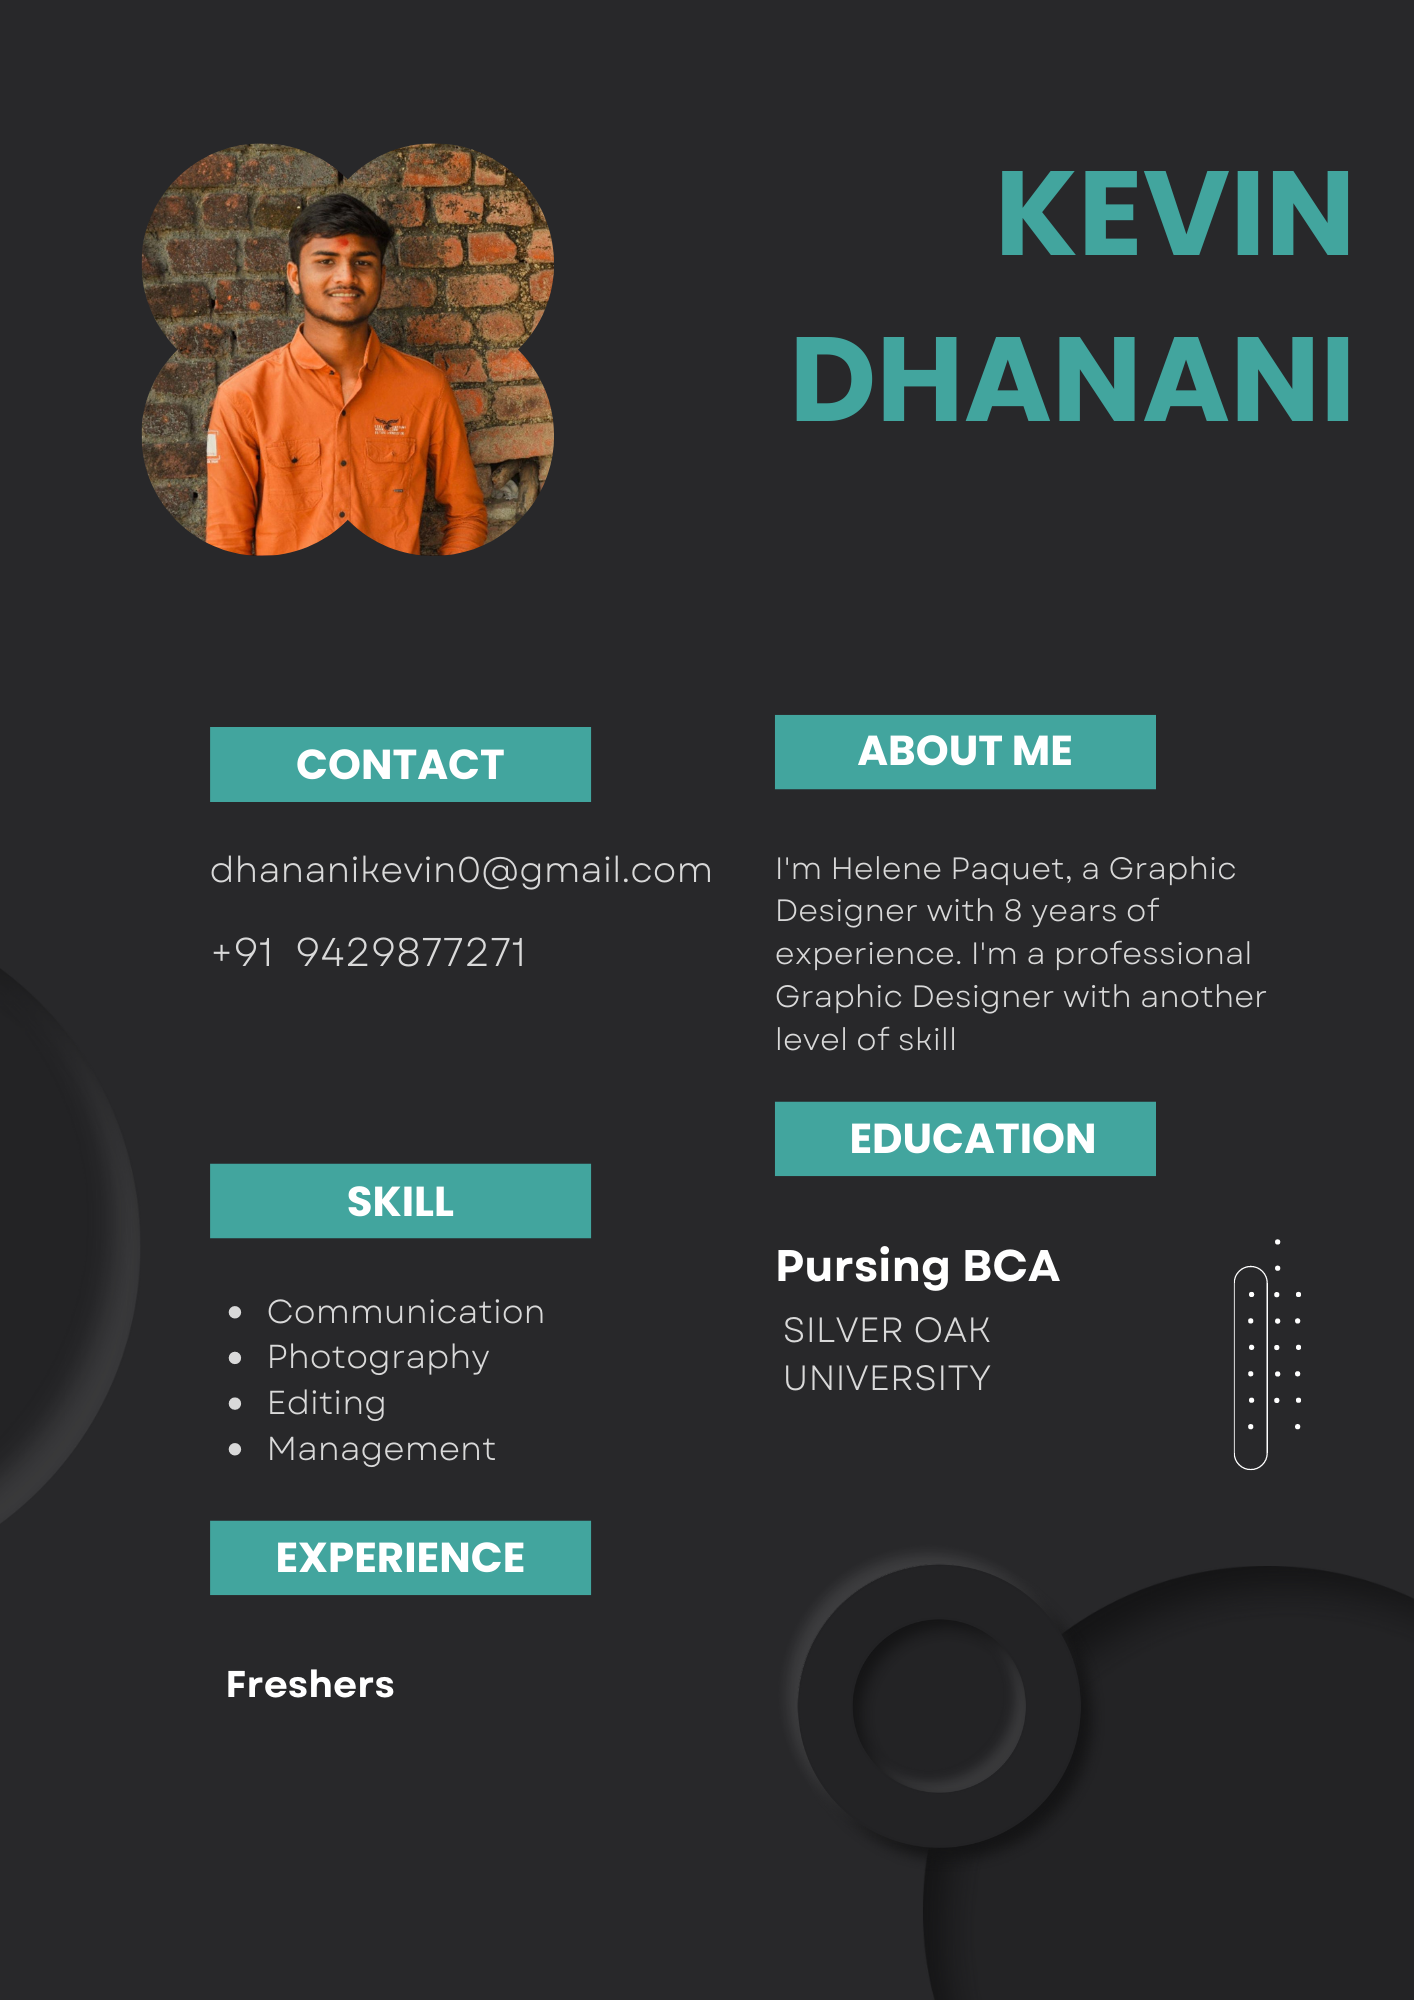 KEVIN
DHANANI
CONTACT
dhananikevin0@gmail.com
+91 9429877271
SKILL
Communication
Photography
Editing
Management
EXPERIENCE
Freshers
ABOUT ME
I'm Helene Paquet, a Graphic
Designer with 8 years of
experience. I'm a professional
Graphic Designer with another
level of skill
EDUCATION
Pursing BCA
SILVER OAK
UNIVERSITY